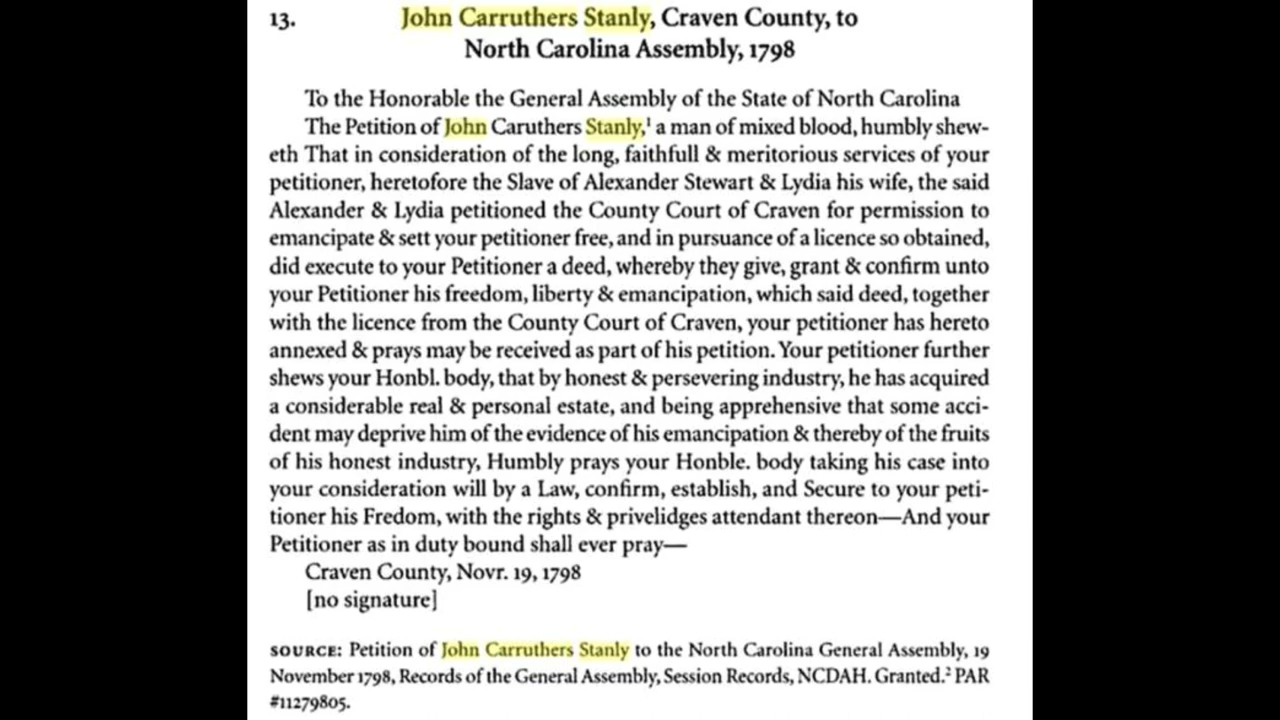 13. John Carruthers Stanly, Craven County, to
North Carolina Assembly, 1798
To the Honorable the General Assembly of the State of North Carolina
The Petition of John Caruthers Stanly,¹ a man of mixed blood, humbly shew-
eth That in consideration of the long, faithfull & meritorious services of your
petitioner, heretofore the Slave of Alexander Stewart & Lydia his wife, the said
Alexander & Lydia petitioned the County Court of Craven for permission to
emancipate & sett your petitioner free, and in pursuance of a licence so obtained,
did execute to your Petitioner a deed, whereby they give, grant & confirm unto
your Petitioner his freedom, liberty & emancipation, which said deed, together
with the licence from the County Court of Craven, your petitioner has hereto
annexed & prays may be received as part of his petition. Your petitioner further
shews your Honbl. body, that by honest & persevering industry, he has acquired
a considerable real & personal estate, and being apprehensive that some acci-
dent may deprive him of the evidence of his emancipation & thereby of the fruits
of his honest industry, Humbly prays your Honble. body taking his case into
your consideration will by a Law, confirm, establish, and Secure to your peti-
tioner his Fredom, with the rights & privelidges attendant thereon—And your
Petitioner as in duty bound shall ever pray—
Craven County, Novr. 19, 1798
[no signature]
SOURCE: Petition of John Carruthers Stanly to the North Carolina General Assembly, 19
November 1798, Records of the General Assembly, Session Records, NCDAH. Granted.² PAR
#11279805.